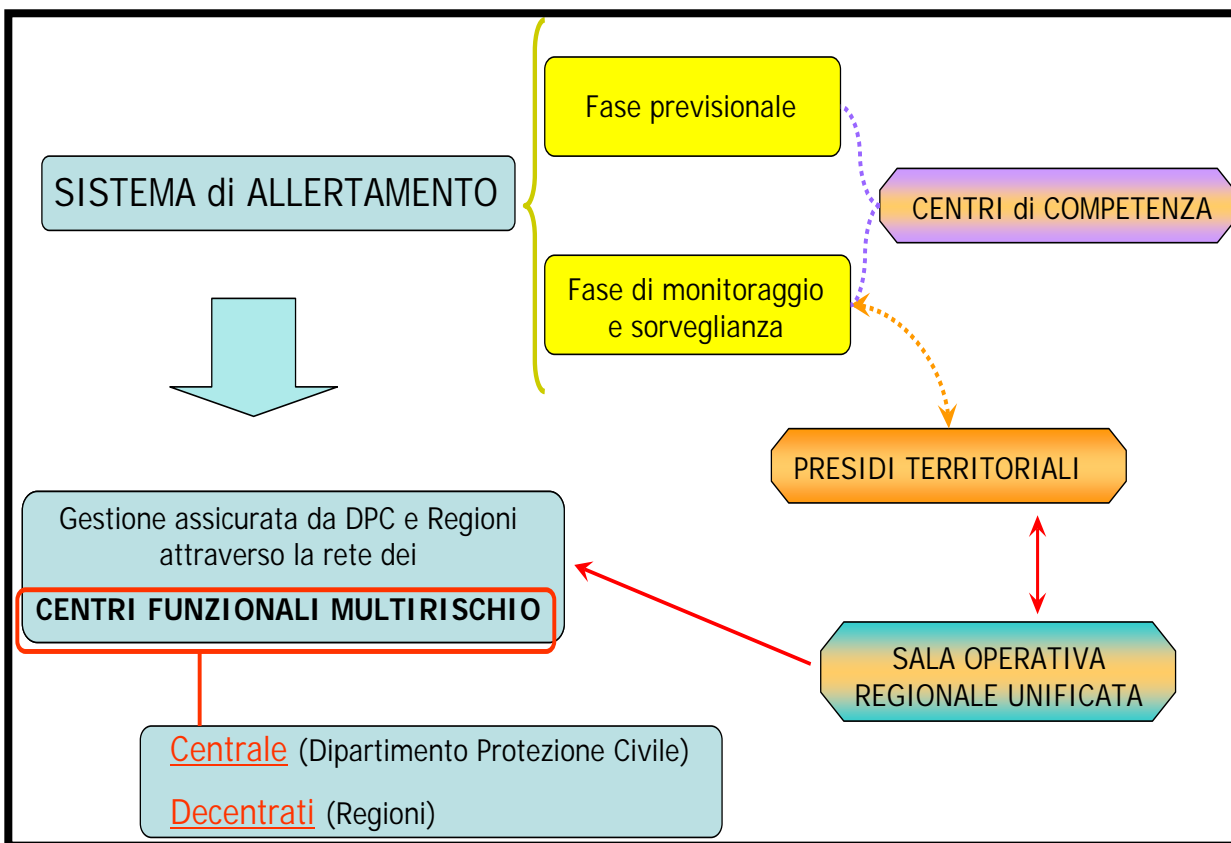 Fase previsionale
SISTEMA di ALLERTAMENTO
CENTRI di COMPETENZA
Fase di monitoraggio
e sorveglianza
PRESIDI TERRITORIALI
Gestione assicurata da DPC e Regioni
attraverso la rete dei
CENTRI FUNZIONALI MULTIRISCHIO
SALA OPERATIVA
REGIONALE UNIFICATA
Centrale (Dipartimento Protezione Civile)
Decentrati (Regioni)